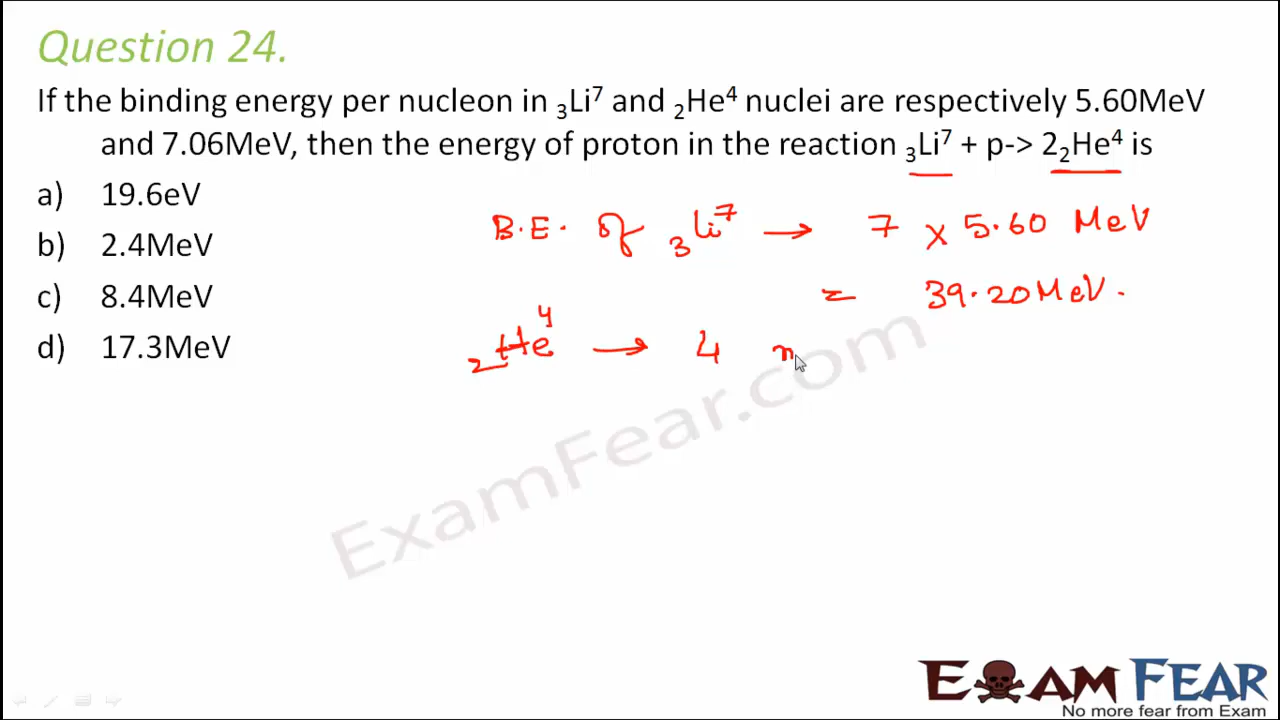 Question 24.
If the binding energy per nucleon in ₃Li⁷ and ₂He⁴ nuclei are respectively 5.60MeV
and 7.06MeV, then the energy of proton in the reaction ₃Li⁷ + p-> 2₂He⁴ is
a) 19.6eV
b) 2.4MeV
c) 8.4MeV
d) 17.3MeV
B.E. of ₃Li⁷ → 7 × 5.60 MeV
= 39.20 MeV.
₂He⁴ → 4 n
ExamFear.com
EXAM FEAR
No more fear from Exam